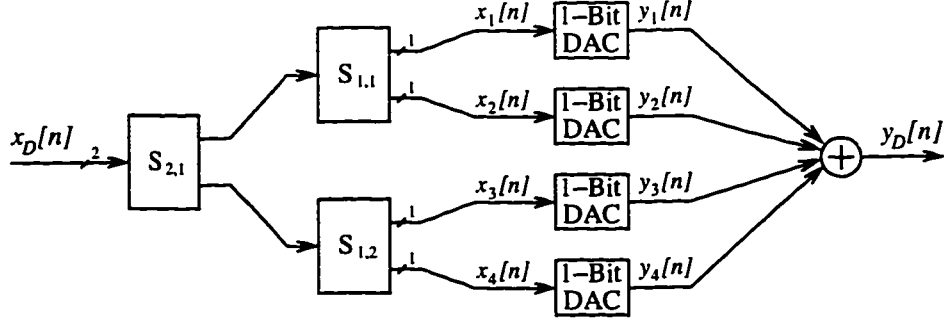 x_D[n]
2
S_{2,1}
S_{1,1}
1
1
x_1[n]
1-Bit
DAC
y_1[n]
x_2[n]
1-Bit
DAC
y_2[n]
S_{1,2}
1
1
x_3[n]
1-Bit
DAC
y_3[n]
x_4[n]
1-Bit
DAC
y_4[n]
+
y_D[n]